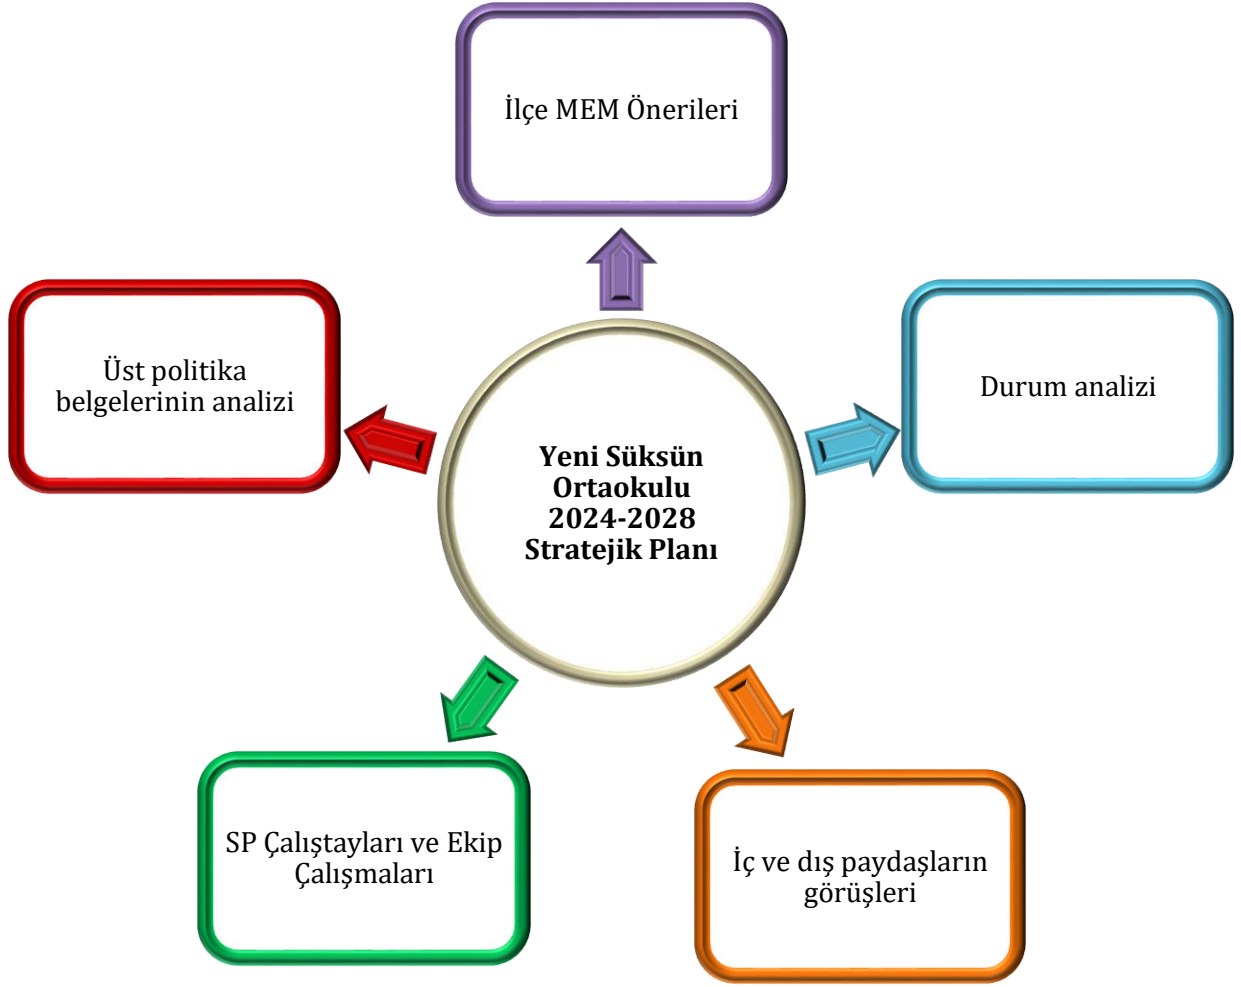 İlçe MEM Önerileri
Üst politika
belgelerinin analizi
Durum analizi
Yeni Süksün
Ortaokulu
2024-2028
Stratejik Planı
SP Çalıştayları ve Ekip
Çalışmaları
İç ve dış paydaşların
görüşleri